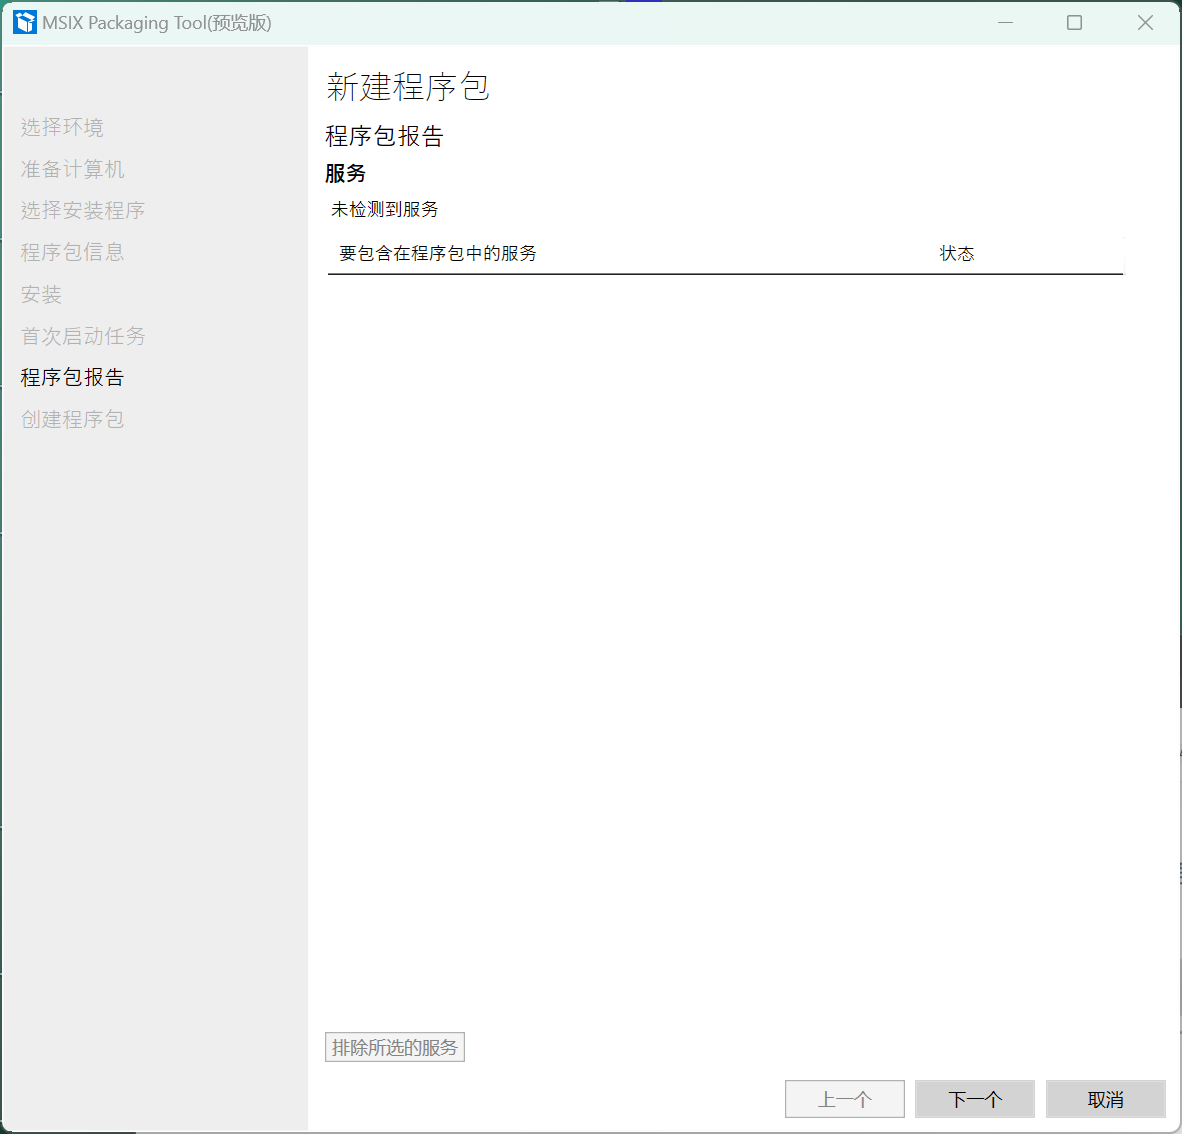 MSIX Packaging Tool(预览版)
选择环境
准备计算机
选择安装程序
程序包信息
安装
首次启动任务
程序包报告
创建程序包
新建程序包
程序包报告
服务
未检测到服务
要包含在程序包中的服务 状态
排除所选的服务
上一个 下一个 取消